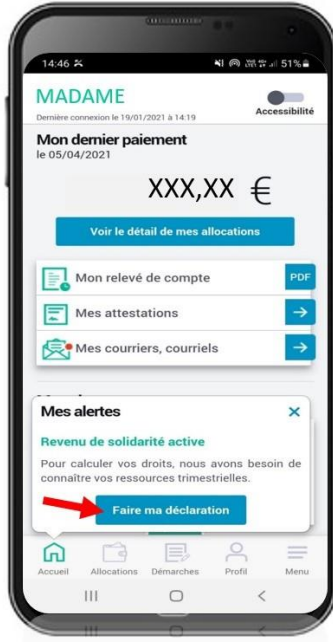 14:46 51%
MADAME
Accessibilité
Dernière connexion le 19/01/2021 à 14:19
Mon dernier paiement
le 05/04/2021
XXX,XX €
Voir le détail de mes allocations
Mon relevé de compte PDF
Mes attestations
Mes courriers, courriels
Mes alertes
Revenu de solidarité active
Pour calculer vos droits, nous avons besoin de
connaître vos ressources trimestrielles.
Faire ma déclaration
Accueil Allocations Démarches Profil Menu